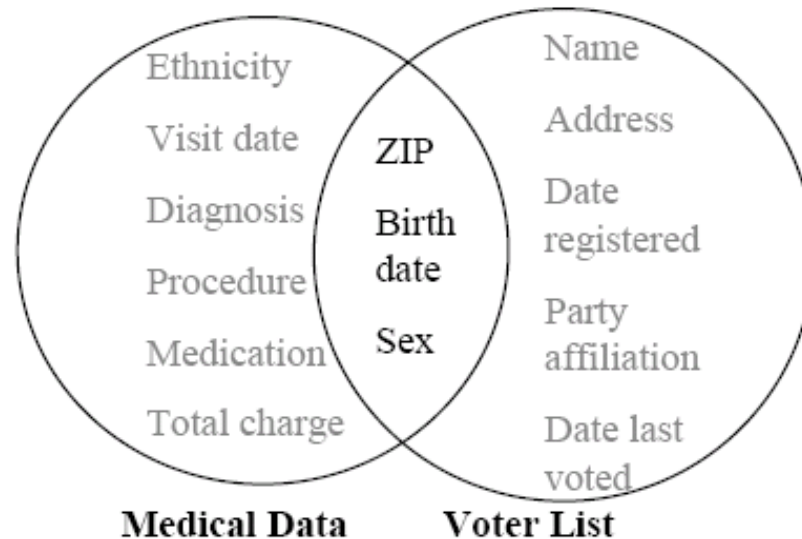 Ethnicity
Visit date
Diagnosis
Procedure
Medication
Total charge
ZIP
Birth
date
Sex
Name
Address
Date
registered
Party
affiliation
Date last
voted
Medical Data
Voter List